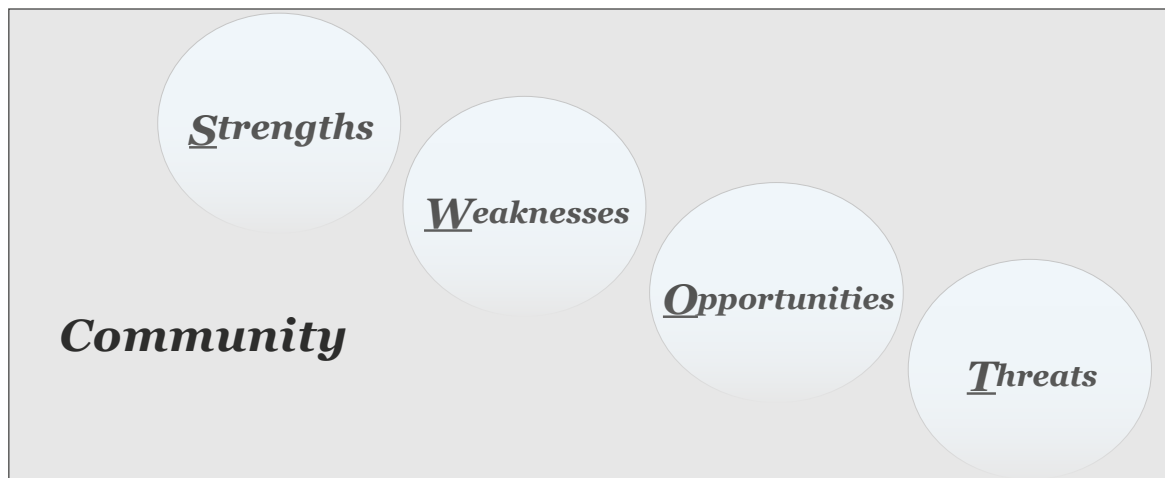 Strengths
Weaknesses
Opportunities
Community
Threats